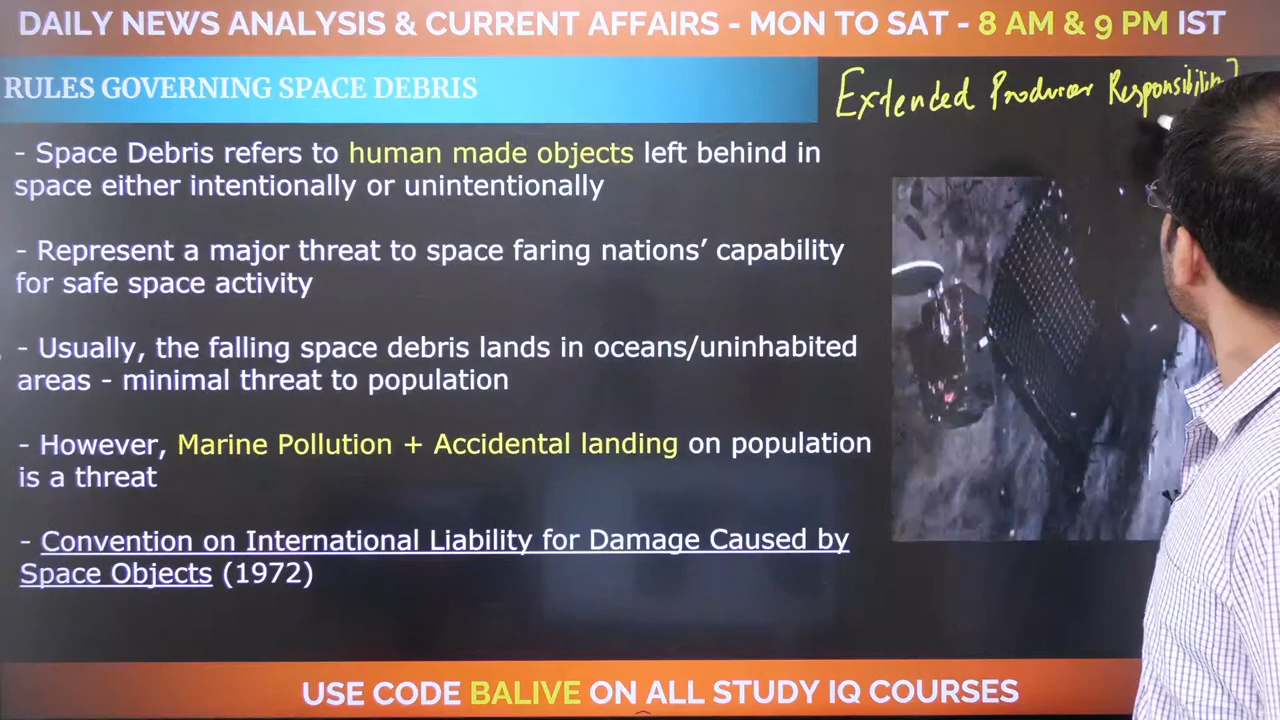 DAILY NEWS ANALYSIS & CURRENT AFFAIRS - MON TO SAT - 8 AM & 9 PM IST
RULES GOVERNING SPACE DEBRIS
Extended Producer Responsibility
- Space Debris refers to human made objects left behind in
space either intentionally or unintentionally
- Represent a major threat to space faring nations’ capability
for safe space activity
- Usually, the falling space debris lands in oceans/uninhabited
areas - minimal threat to population
- However, Marine Pollution + Accidental landing on population
is a threat
- Convention on International Liability for Damage Caused by
Space Objects (1972)
USE CODE BALIVE ON ALL STUDY IQ COURSES